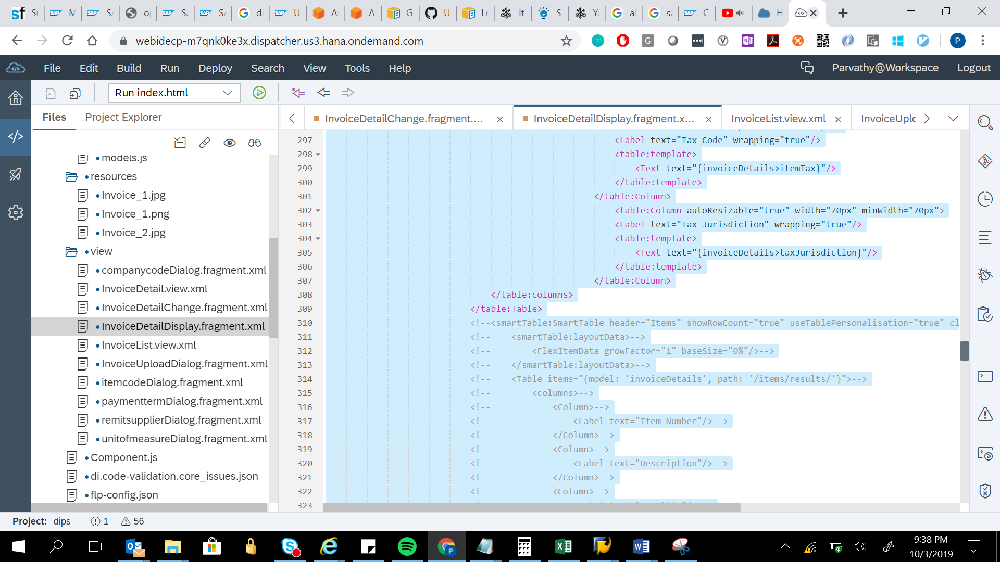 webidecp-m7qnk0ke3x.dispatcher.us3.hana.ondemand.com
File Edit Build Run Deploy Search View Tools Help Parvathy@Workspace Logout
Run index.html
Files Project Explorer
InvoiceDetailChange.fragment.... InvoiceDetailDisplay.fragment.x... InvoiceList.view.xml InvoiceUplo
models.js
resources
Invoice_1.jpg
Invoice_1.png
Invoice_2.jpg
view
companycodeDialog.fragment.xml
InvoiceDetail.view.xml
InvoiceDetailChange.fragment.xml
InvoiceDetailDisplay.fragment.xml
InvoiceList.view.xml
InvoiceUploadDialog.fragment.xml
itemcodeDialog.fragment.xml
paymenttermDialog.fragment.xml
remitsupplierDialog.fragment.xml
unitofmeasureDialog.fragment.xml
Component.js
di.code-validation.core_issues.json
flp-config.json
297 <Label text="Tax Code" wrapping="true"/>
298 <table:template>
299 <Text text="{invoiceDetails>itemTax}"/>
300 </table:template>
301 </table:Column>
302 <table:Column autoResizable="true" width="70px" minWidth="70px">
303 <Label text="Tax Jurisdiction" wrapping="true"/>
304 <table:template>
305 <Text text="{invoiceDetails>taxJurisdiction}"/>
306 </table:template>
307 </table:Column>
308 </table:columns>
309 </table:Table>
310 <!--<smartTable:SmartTable header="Items" showRowCount="true" useTablePersonalisation="true" cl
311 <!-- <smartTable:layoutData>-->
312 <!-- <FlexItemData growFactor="1" baseSize="0%"/>-->
313 <!-- </smartTable:layoutData>-->
314 <!-- <Table items="{model: 'invoiceDetails', path: '/items/results/'}">-->
315 <!-- <columns>-->
316 <!-- <Column>-->
317 <!-- <Label text="Item Number"/>-->
318 <!-- </Column>-->
319 <!-- <Column>-->
320 <!-- <Label text="Description"/>-->
321 <!-- </Column>-->
322 <!-- <Column>-->
323
Project: dips 1 56
9:38 PM
10/3/2019